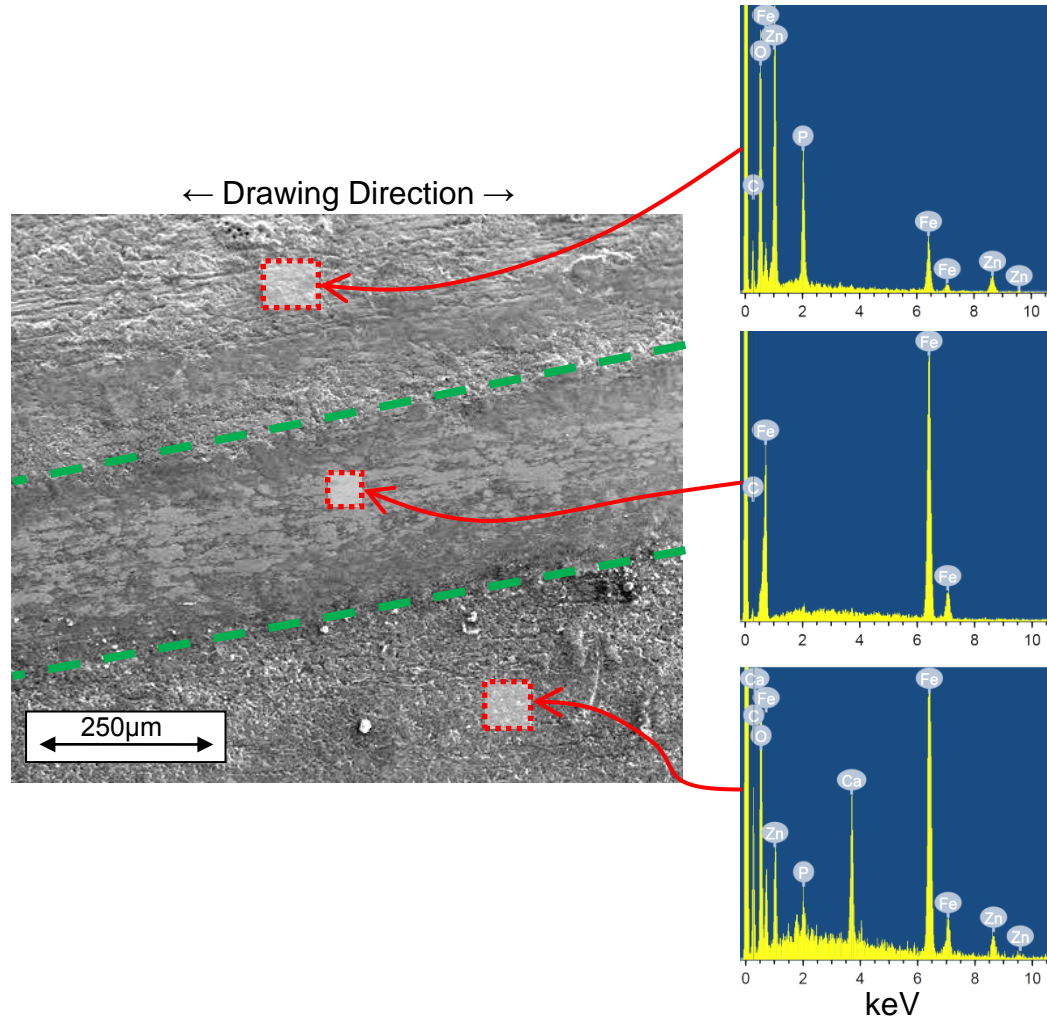 Fe
Zn
O
P
C
Fe
Fe
Zn
Zn
0 2 4 6 8 10
← Drawing Direction →
250µm
Fe
Fe
C
Fe
0 2 4 6 8 10
Ca
Fe
Fe
C
O
Ca
Zn
P
Fe
Zn
Zn
0 2 4 6 8 10
keV